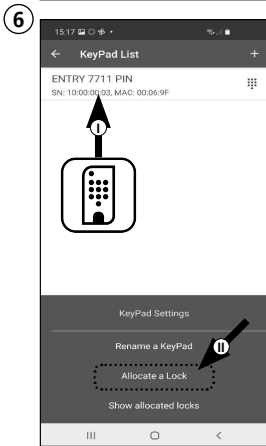 6
15:17
KeyPad List
ENTRY 7711 PIN
SN: 10:00:00:03, MAC: 00:06:9F
I
KeyPad Settings
Rename a KeyPad
II
Allocate a Lock
Show allocated locks